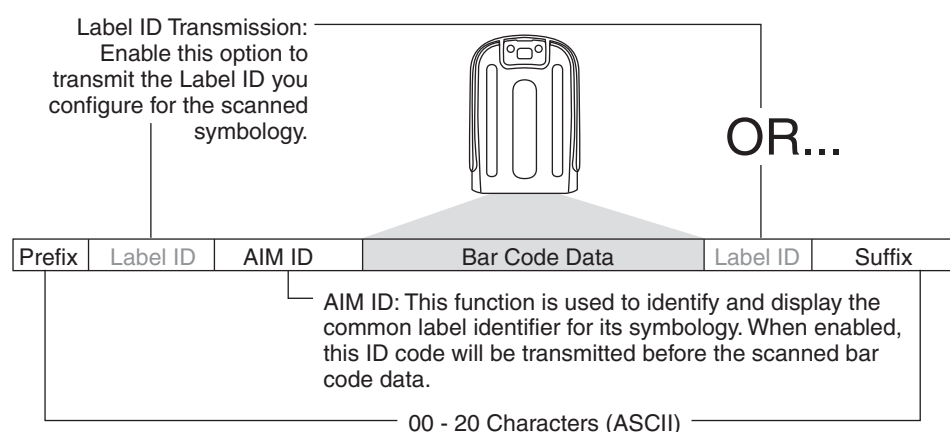 Label ID Transmission:
Enable this option to
transmit the Label ID you
configure for the scanned
symbology.
OR...
Prefix Label ID AIM ID Bar Code Data Label ID Suffix
AIM ID: This function is used to identify and display the
common label identifier for its symbology. When enabled,
this ID code will be transmitted before the scanned bar
code data.
00 - 20 Characters (ASCII)